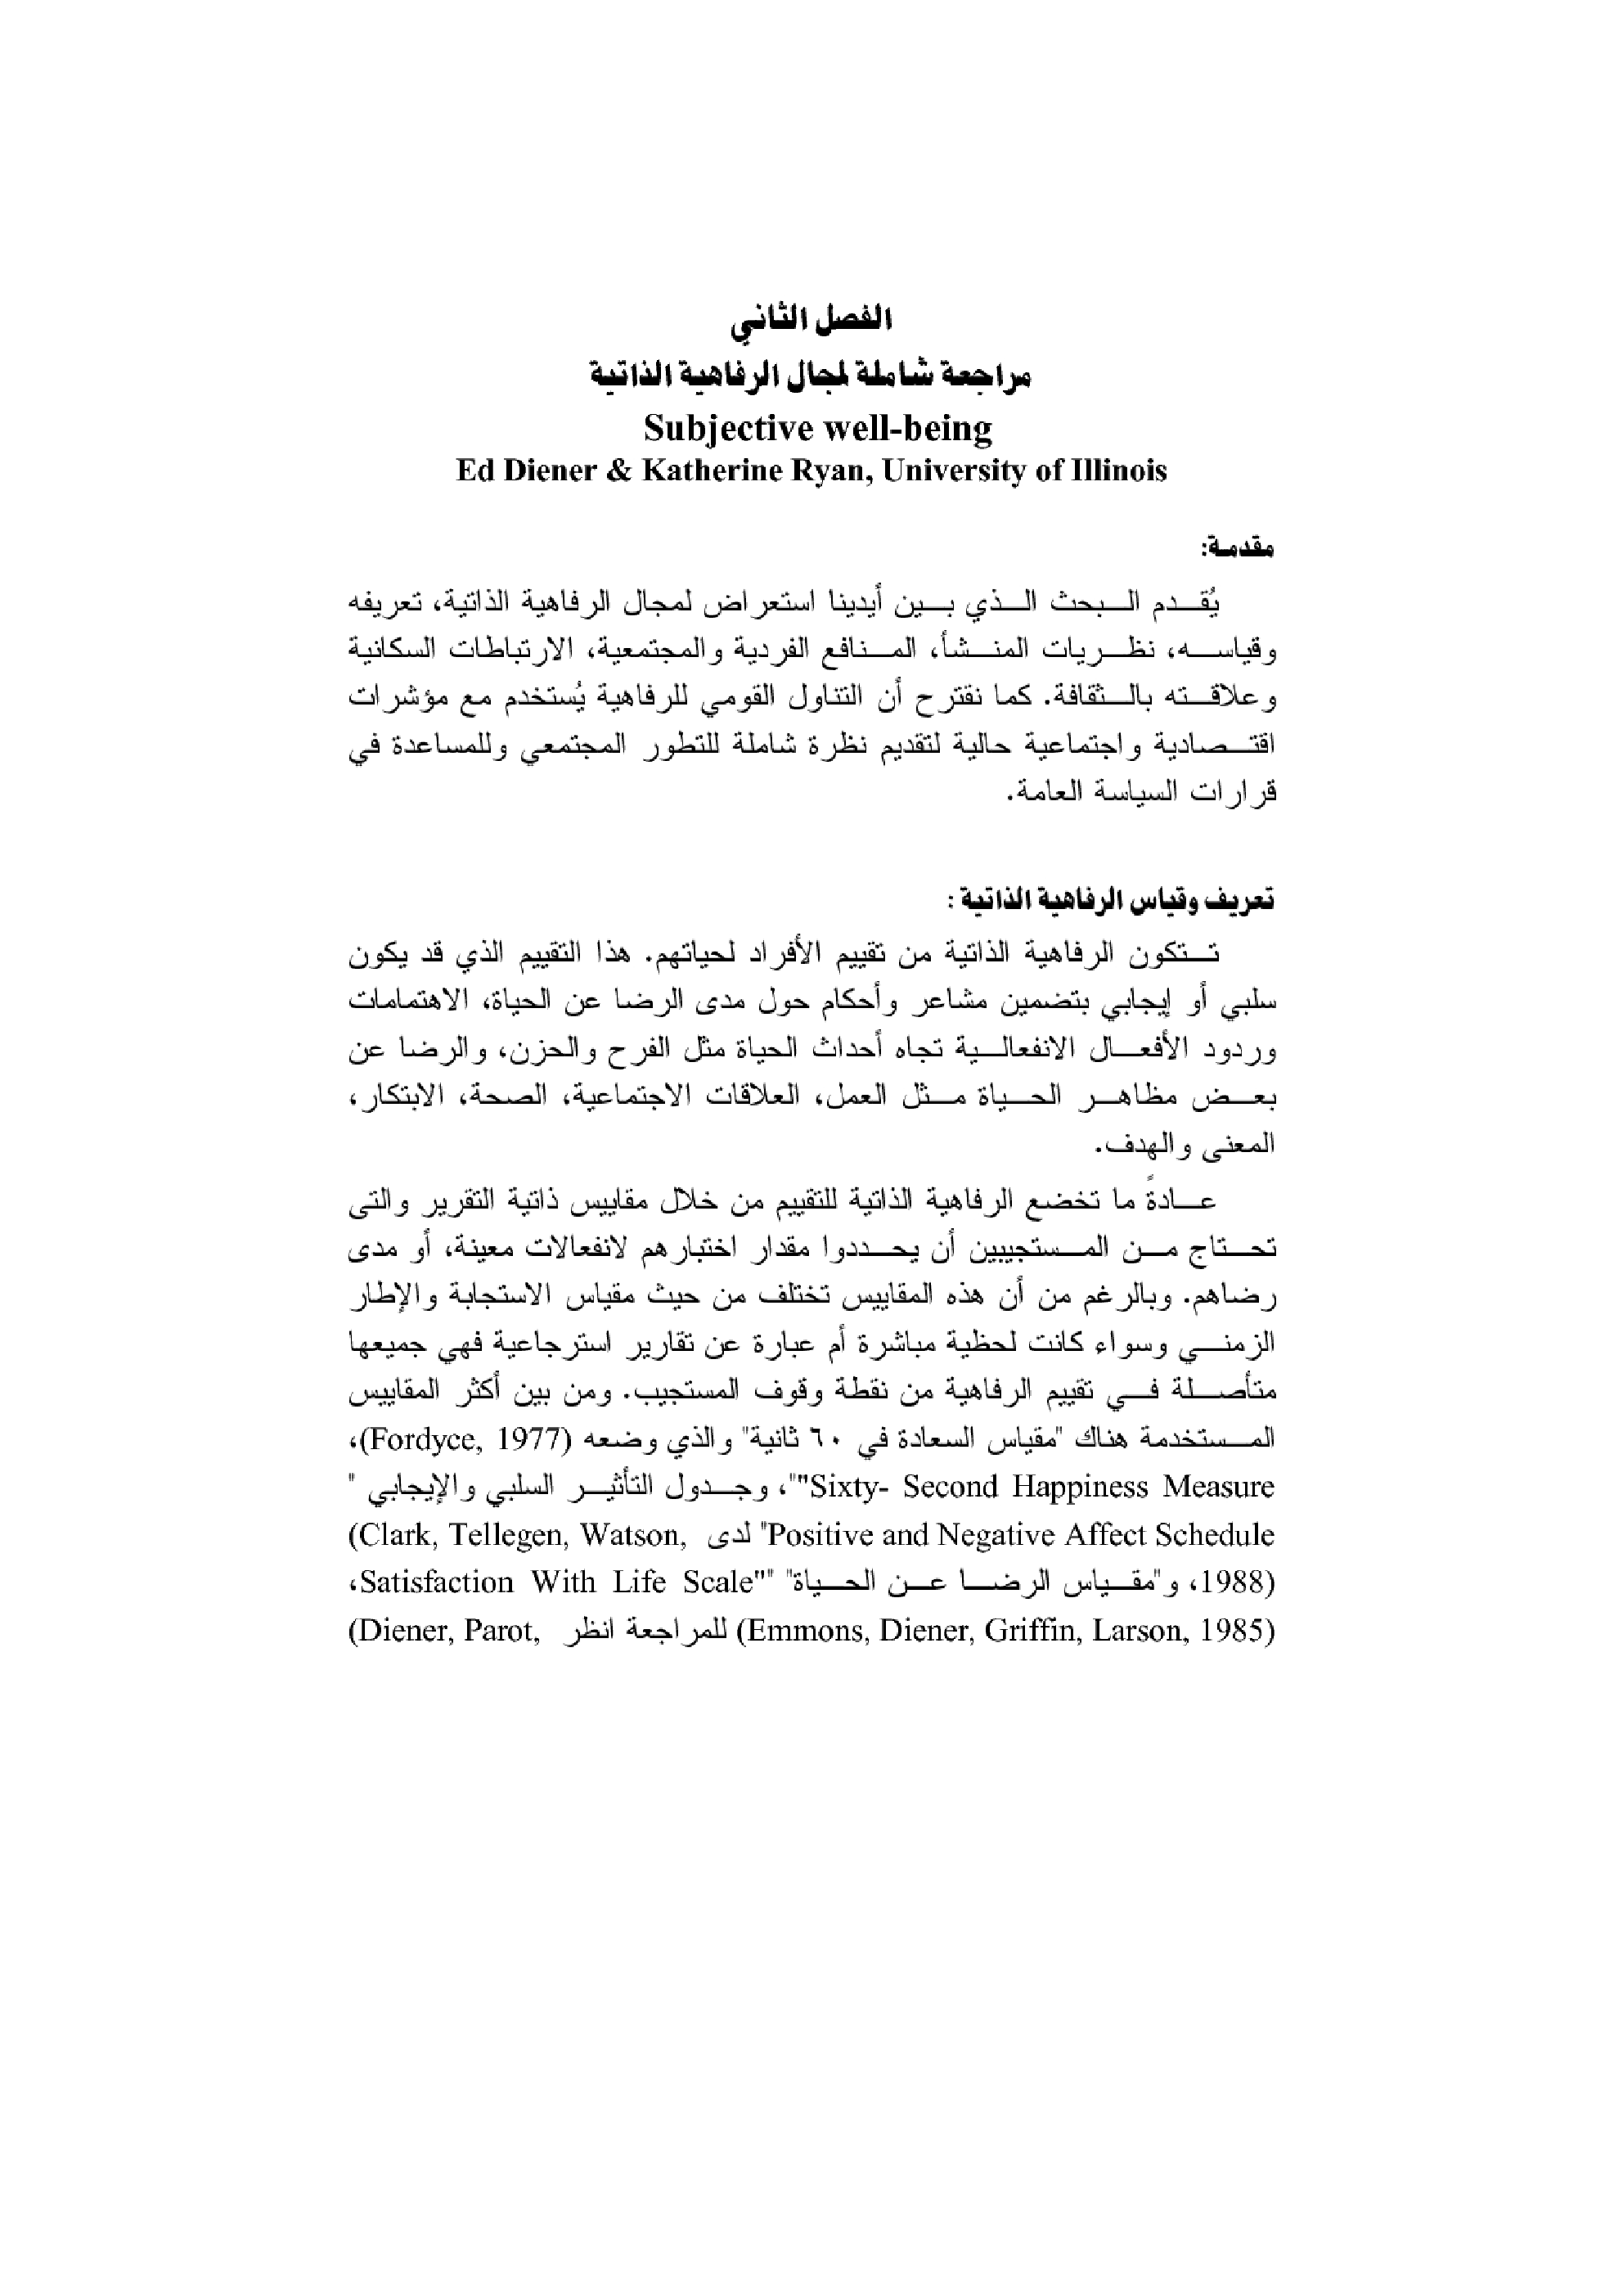 الفصل الثاني
مراجعة شاملة لمجال الرفاهية الذاتية
Subjective well-being
Ed Diener & Katherine Ryan, University of Illinois
مقدمة:
يُقدم البحث الذي بين أيدينا استعراض لمجال الرفاهية الذاتية، تعريفه
وقياسه، نظريات المنشأ، المنافع الفردية والمجتمعية، الارتباطات السكانية
وعلاقته بالثقافة. كما نقترح أن التناول القومي للرفاهية يُستخدم مع مؤشرات
اقتصادية واجتماعية حالية لتقديم نظرة شاملة للتطور المجتمعي وللمساعدة في
قرارات السياسة العامة.
تعريف وقياس الرفاهية الذاتية :
تتكون الرفاهية الذاتية من تقييم الأفراد لحياتهم. هذا التقييم الذي قد يكون
سلبي أو إيجابي بتضمين مشاعر وأحكام حول مدى الرضا عن الحياة، الاهتمامات
وردود الأفعال الانفعالية تجاه أحداث الحياة مثل الفرح والحزن، والرضا عن
بعض مظاهر الحياة مثل العمل، العلاقات الاجتماعية، الصحة، الابتكار،
المعنى والهدف.
عادةً ما تخضع الرفاهية الذاتية للتقييم من خلال مقاييس ذاتية التقرير والتى
تحتاج من المستجيبين أن يحددوا مقدار اختبارهم لانفعالات معينة، أو مدى
رضاهم. وبالرغم من أن هذه المقاييس تختلف من حيث مقياس الاستجابة والإطار
الزمني وسواء كانت لحظية مباشرة أم عبارة عن تقارير استرجاعية فهي جميعها
متأصلة في تقييم الرفاهية من نقطة وقوف المستجيب. ومن بين أكثر المقاييس
المستخدمة هناك "مقياس السعادة في ٦٠ ثانية" والذي وضعه (Fordyce, 1977)،
Sixty- Second Happiness Measure""، وجدول التأثير السلبي والإيجابي "
Positive and Negative Affect Schedule" لدى (Clark, Tellegen, Watson,
1988)، و"مقياس الرضا عن الحياة" "Satisfaction With Life Scale"،
(Emmons, Diener, Griffin, Larson, 1985) للمراجعة انظر (Diener, Parot,